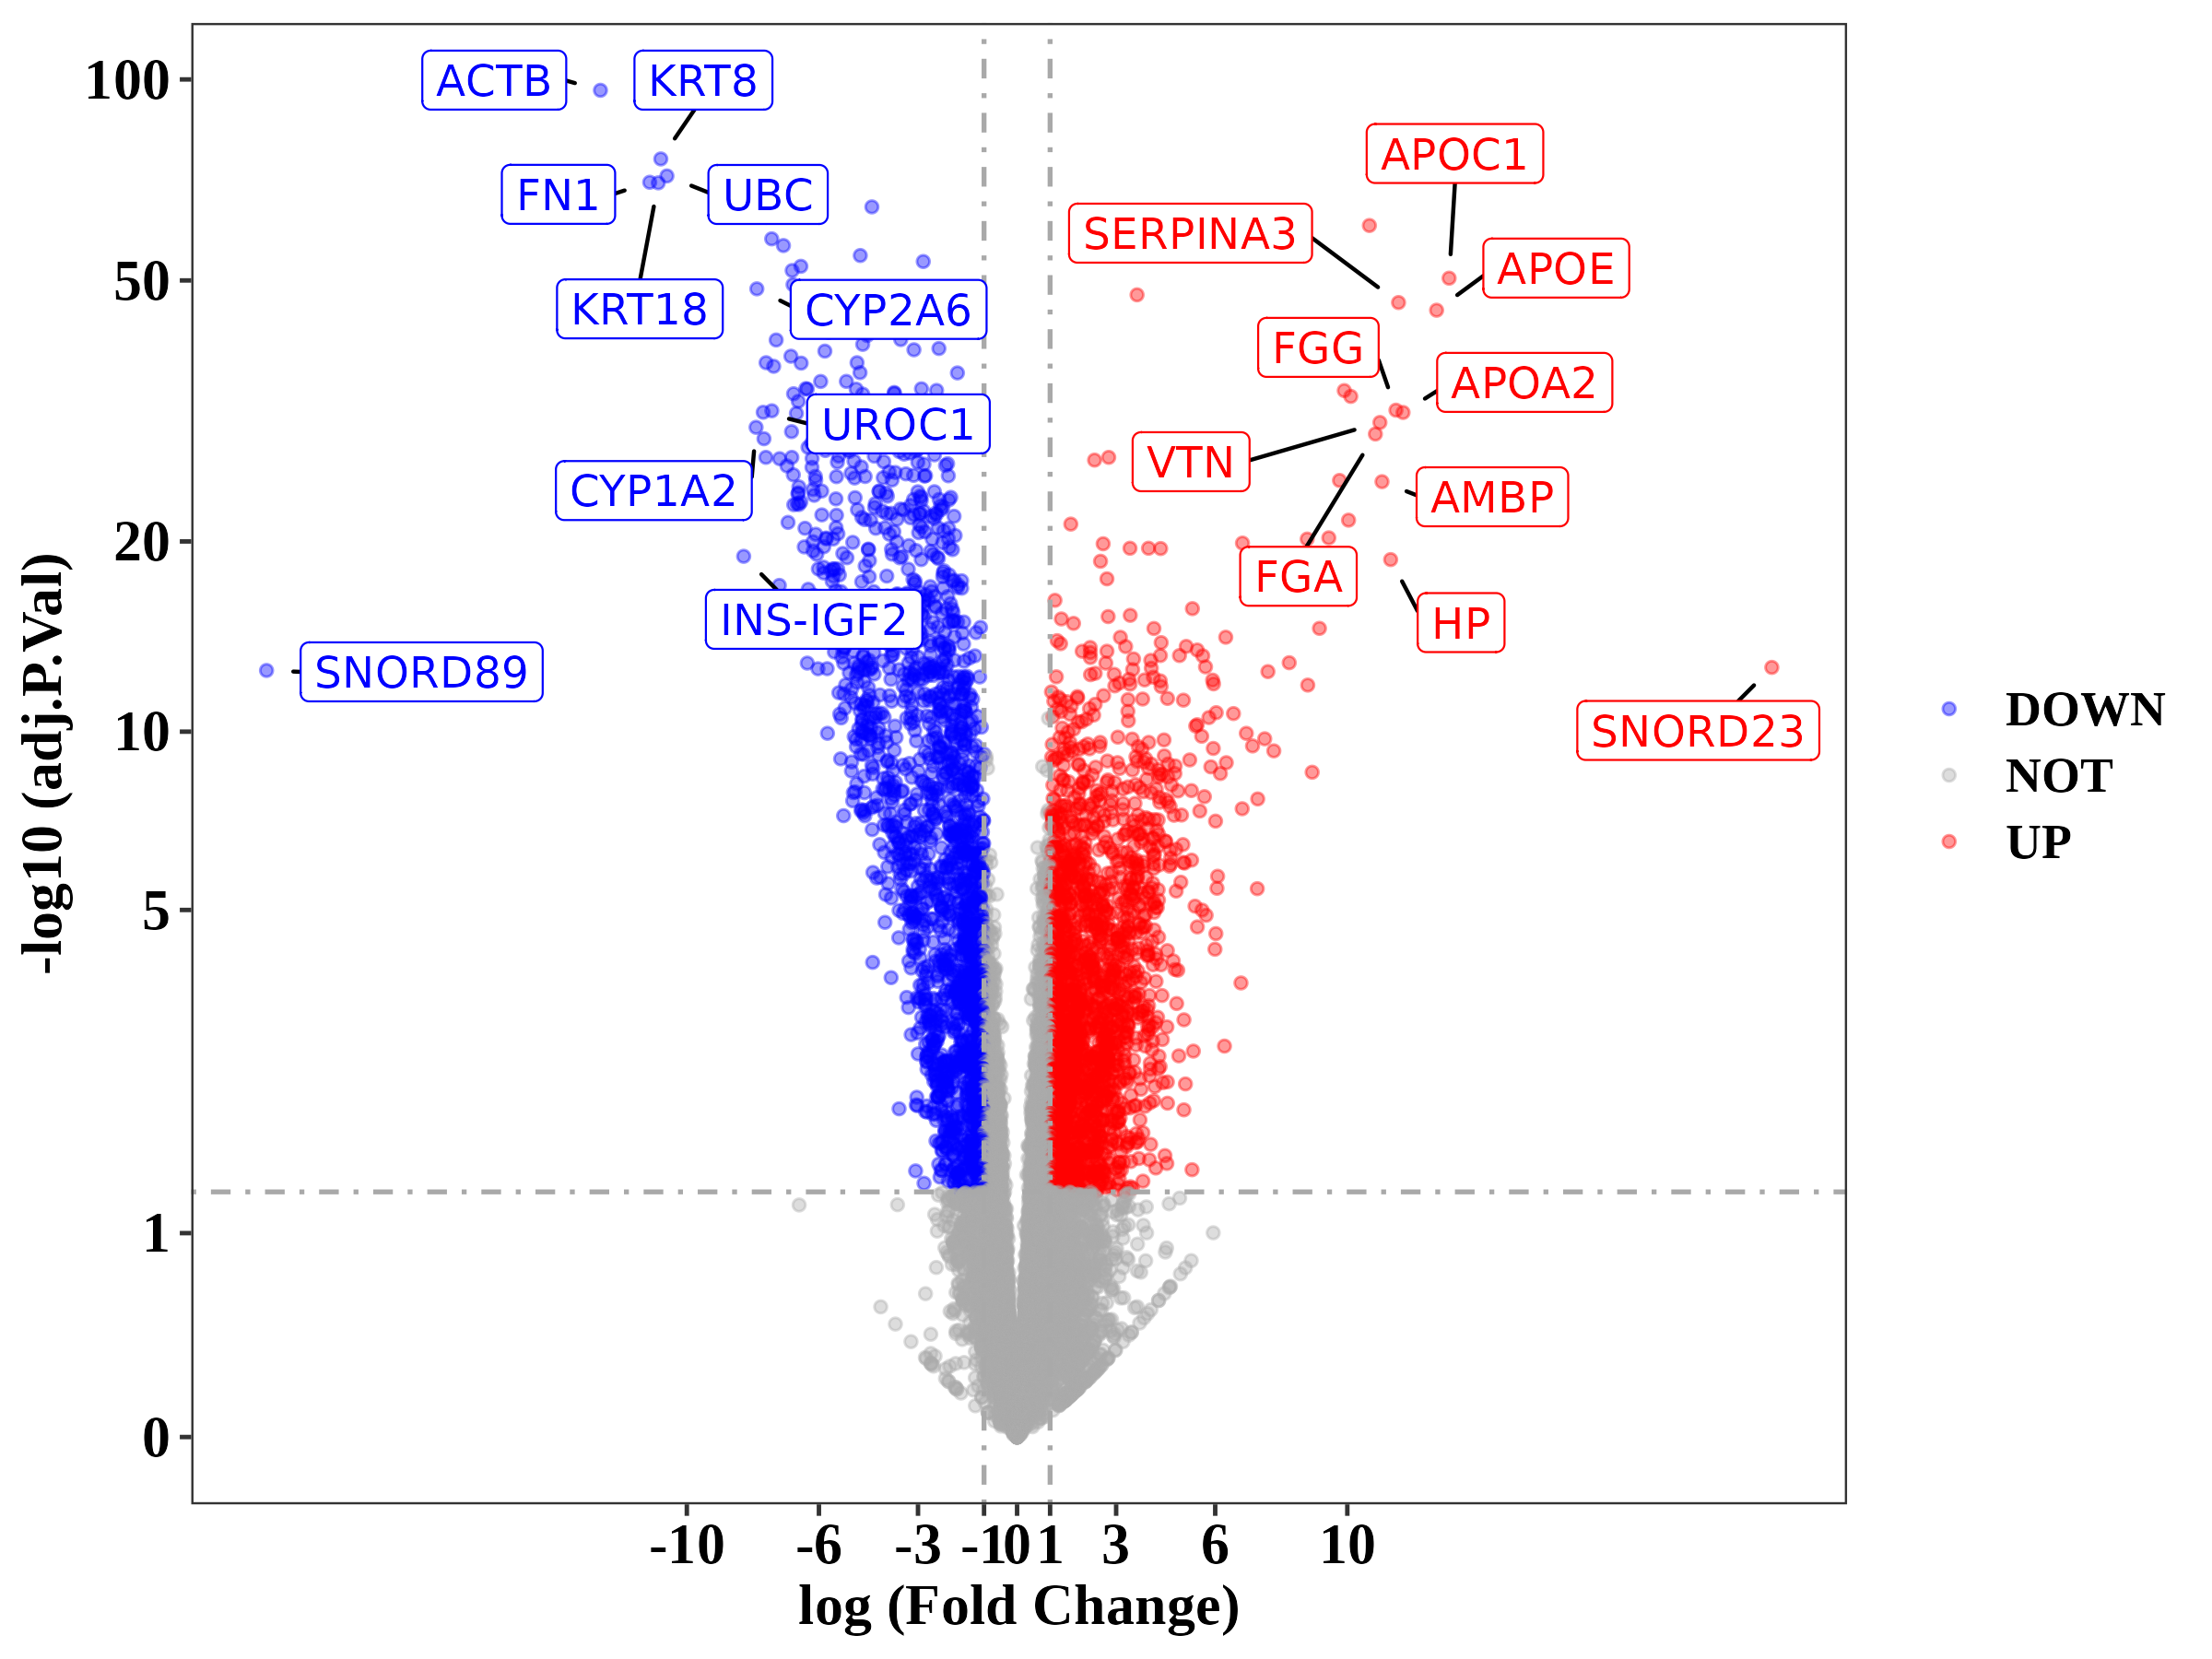 100
50
20
10
5
1
0
-log10 (adj.P.Val)
ACTB
KRT8
FN1
UBC
KRT18
CYP2A6
UROC1
CYP1A2
INS-IGF2
SNORD89
APOC1
SERPINA3
APOE
FGG
APOA2
VTN
AMBP
FGA
HP
SNORD23
DOWN
NOT
UP
-10 -6 -3 -1 0 1 3 6 10
log (Fold Change)